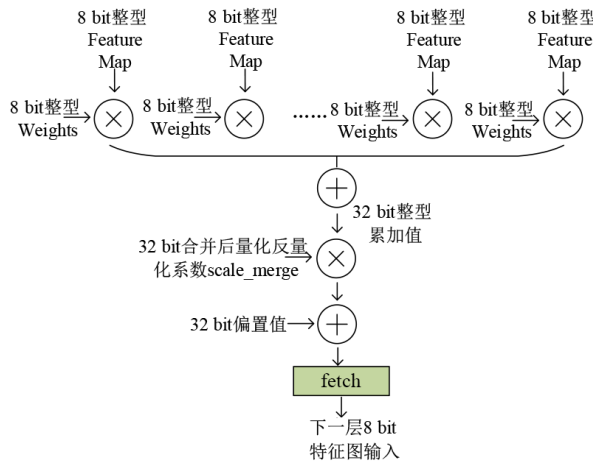 8 bit整型
Feature
Map
8 bit整型
Feature
Map
8 bit整型
Feature
Map
8 bit整型
Feature
Map
8 bit整型
Weights
8 bit整型
Weights
......
8 bit整型
Weights
8 bit整型
Weights
32 bit整型
累加值
32 bit合并后量化反量
化系数scale_merge
32 bit偏置值
fetch
下一层8 bit
特征图输入